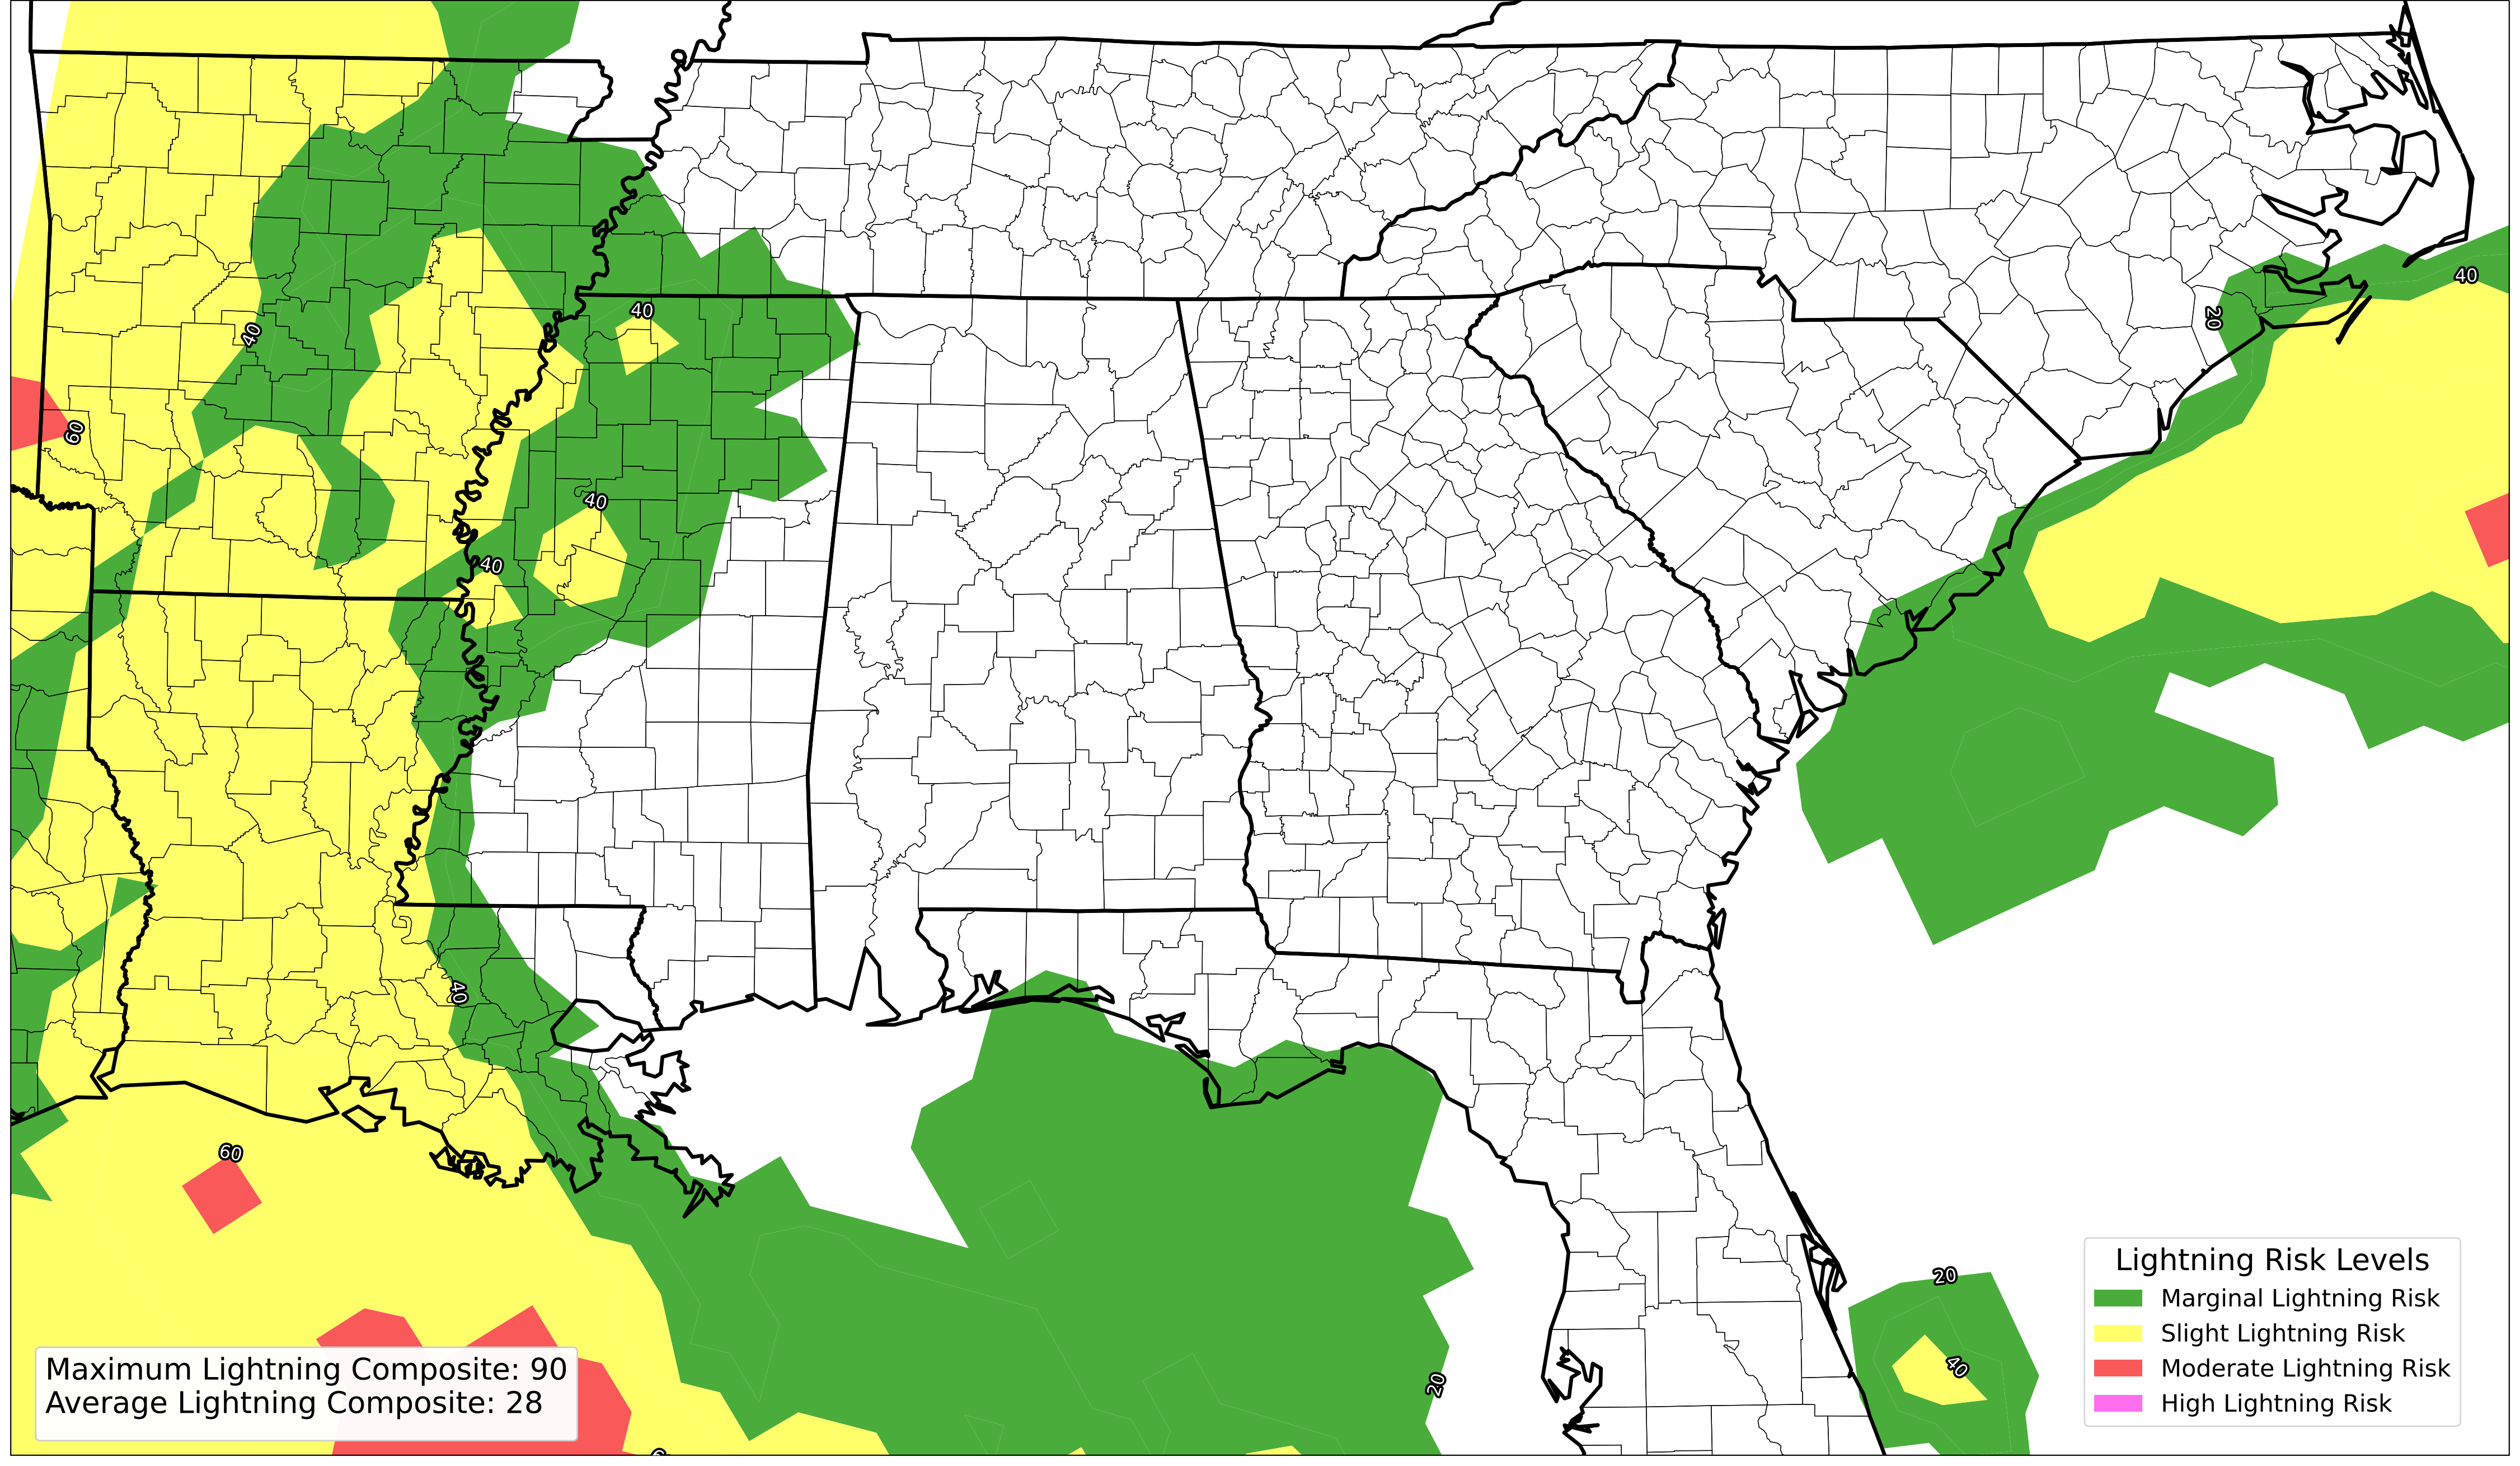 40
40
20
40
60
40
40
40
60
20
40
20
Lightning Risk Levels
Marginal Lightning Risk
Slight Lightning Risk
Moderate Lightning Risk
High Lightning Risk
Maximum Lightning Composite: 90
Average Lightning Composite: 28